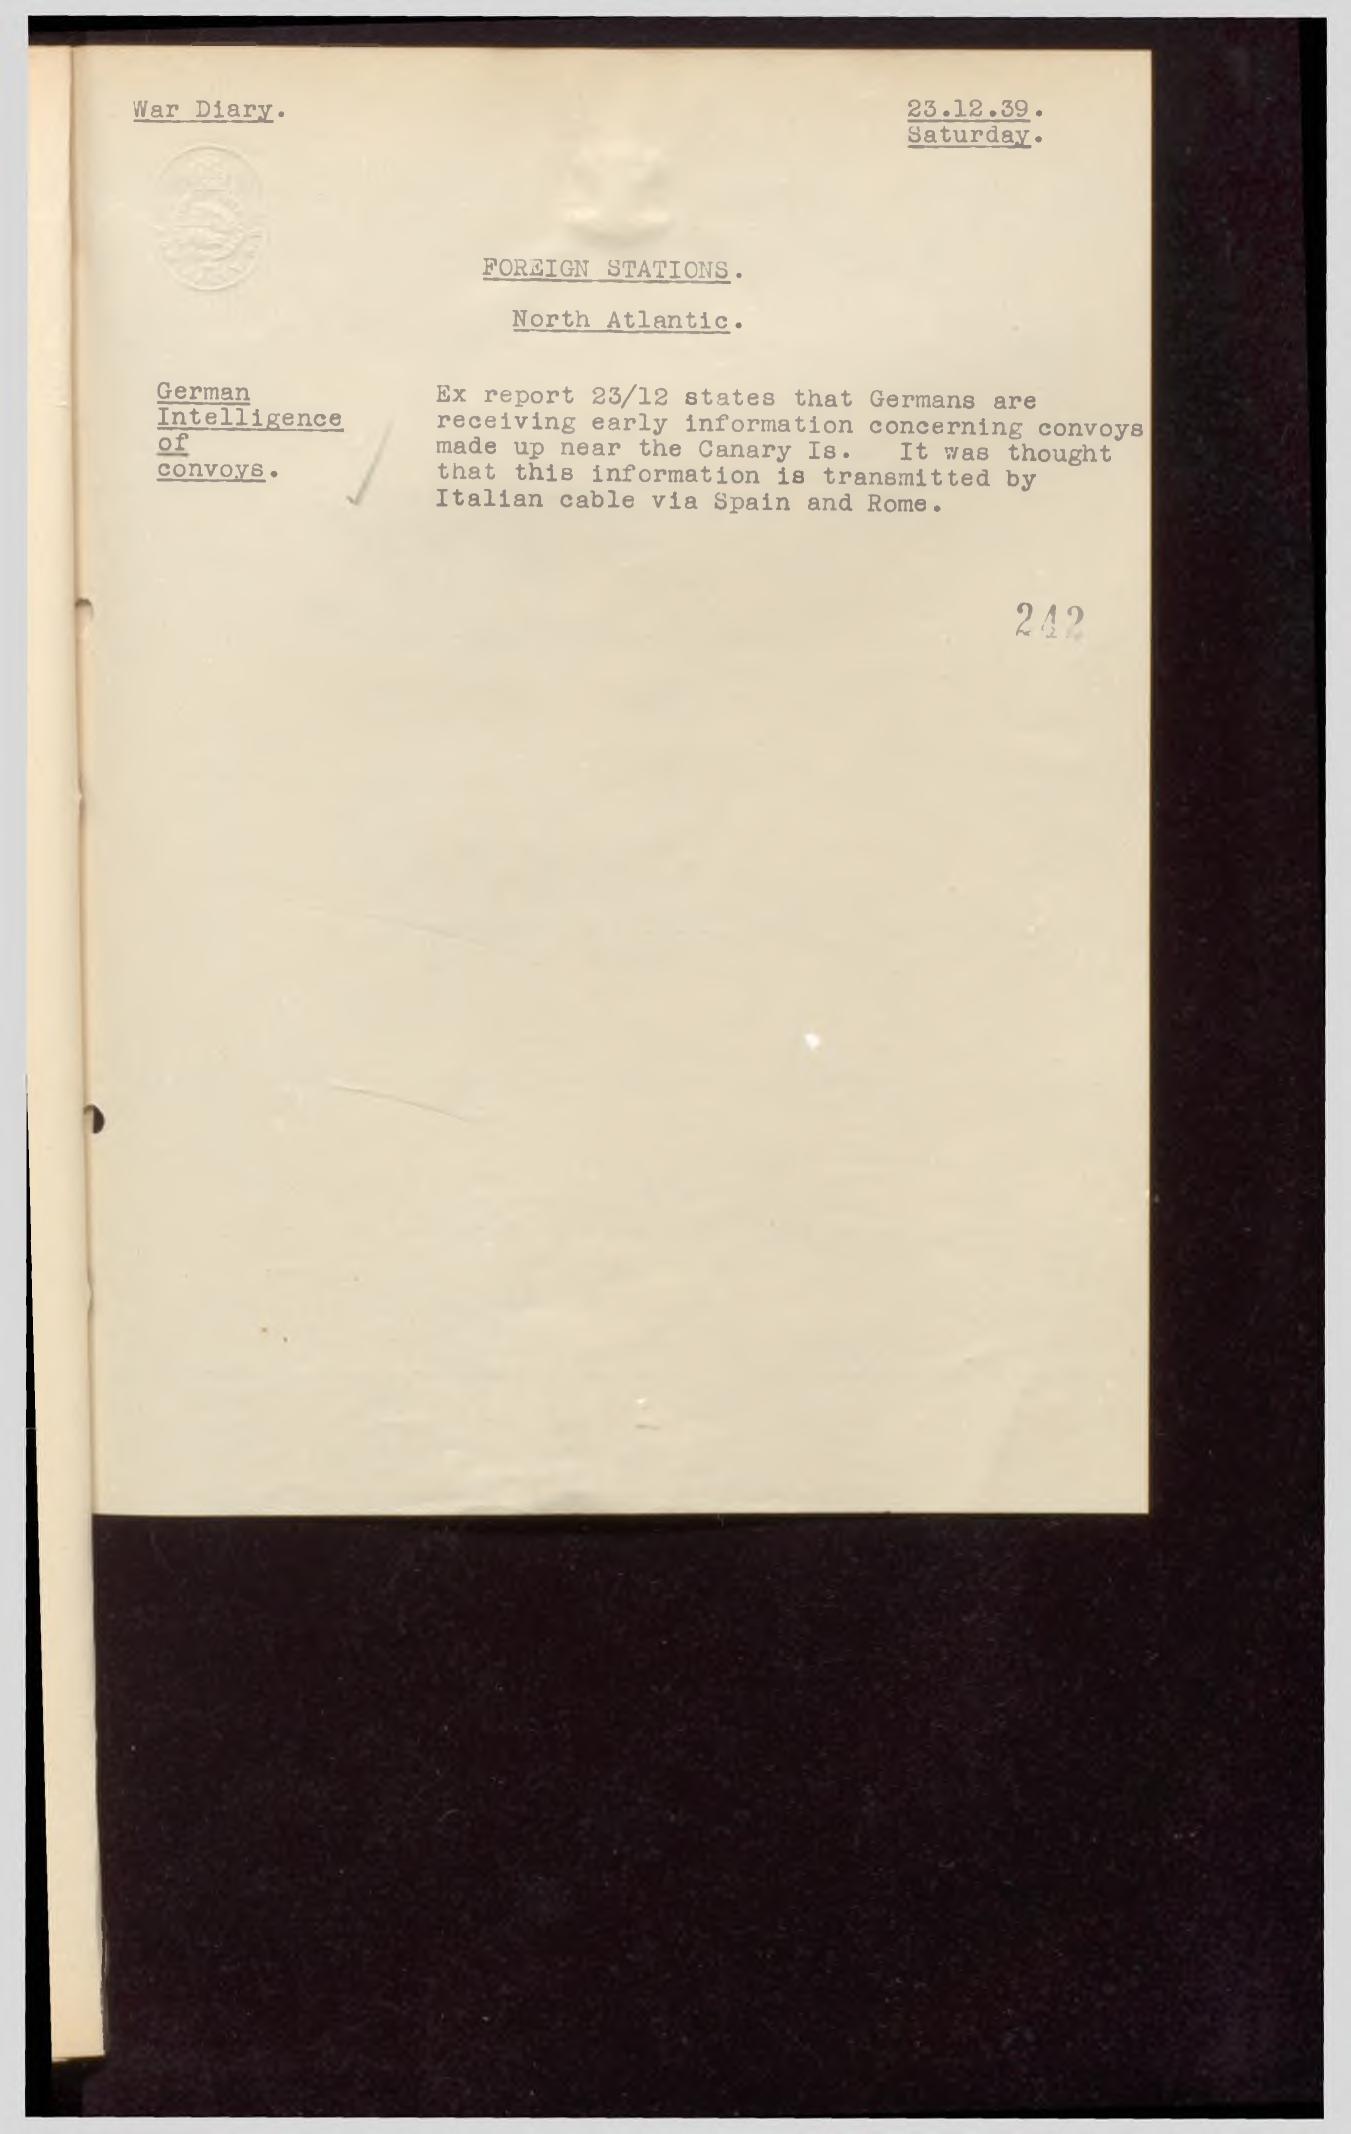 War Diary.
23.12.39.
Saturday.
FOREIGN STATIONS.
North Atlantic.
German
Intelligence
of
convoys.
Ex report 23/12 states that Germans are
receiving early information concerning convoys
made up near the Canary Is. It was thought
that this information is transmitted by
Italian cable via Spain and Rome.
242